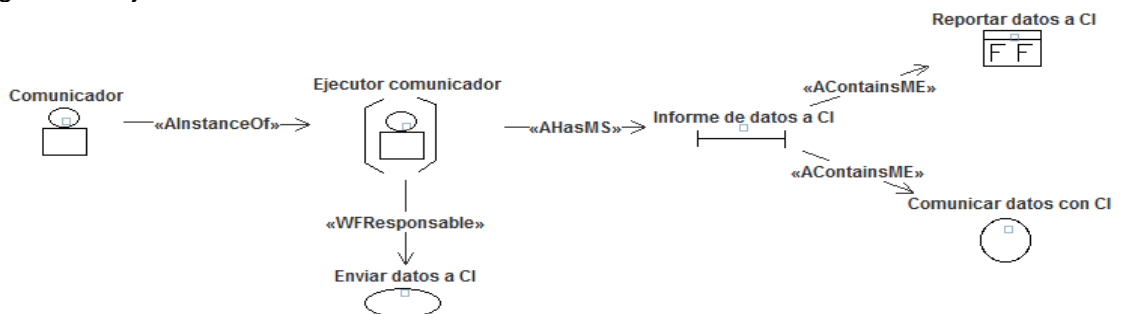 Reportar datos a CI
F F
«AContainsME»
Ejecutor comunicador
Comunicador
«AInstanceOf»
«AHasMS»
Informe de datos a CI
«AContainsME»
Comunicar datos con CI
«WFResponsable»
Enviar datos a CI